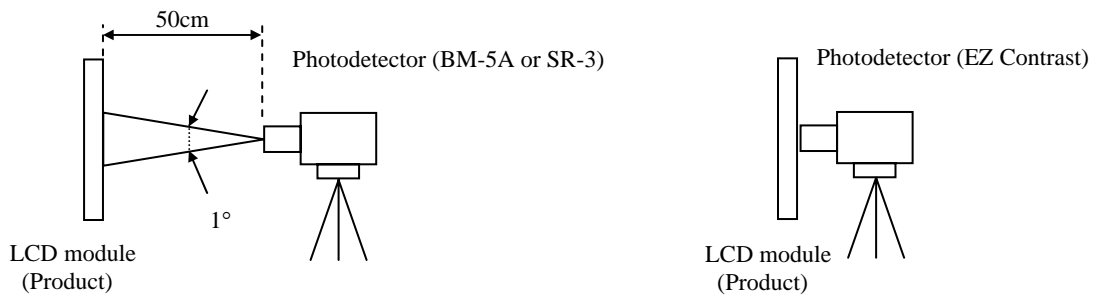 50cm
Photodetector (BM-5A or SR-3)
1°
LCD module
(Product)
Photodetector (EZ Contrast)
LCD module
(Product)